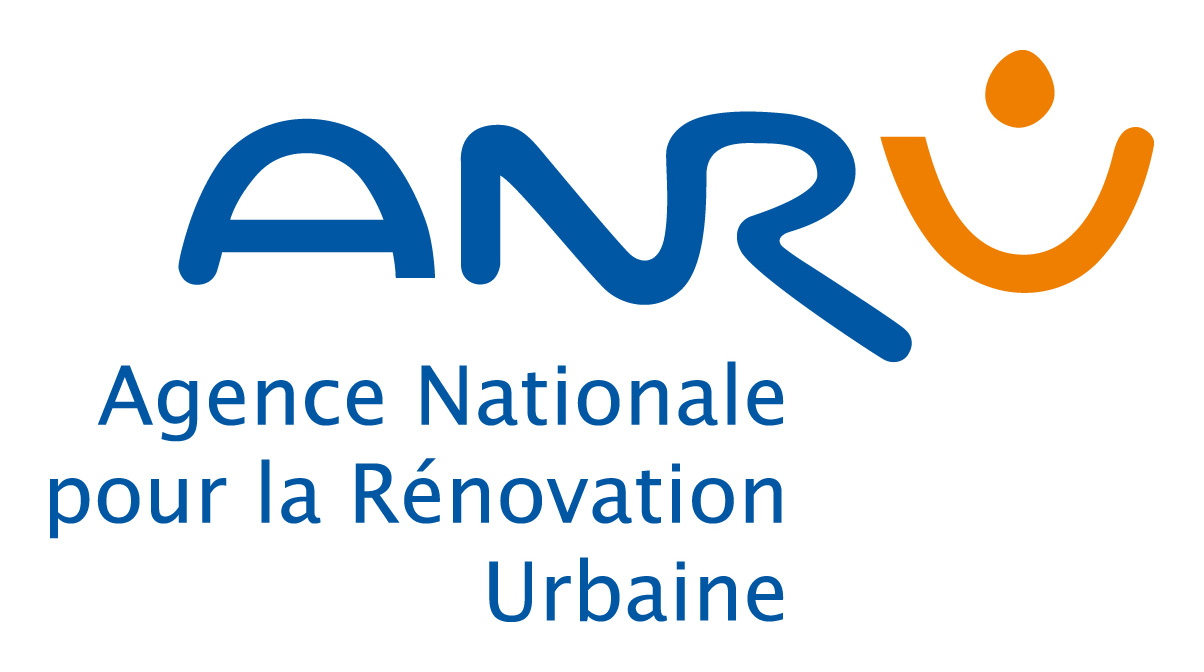 ANRU
Agence Nationale
pour la Rénovation
Urbaine